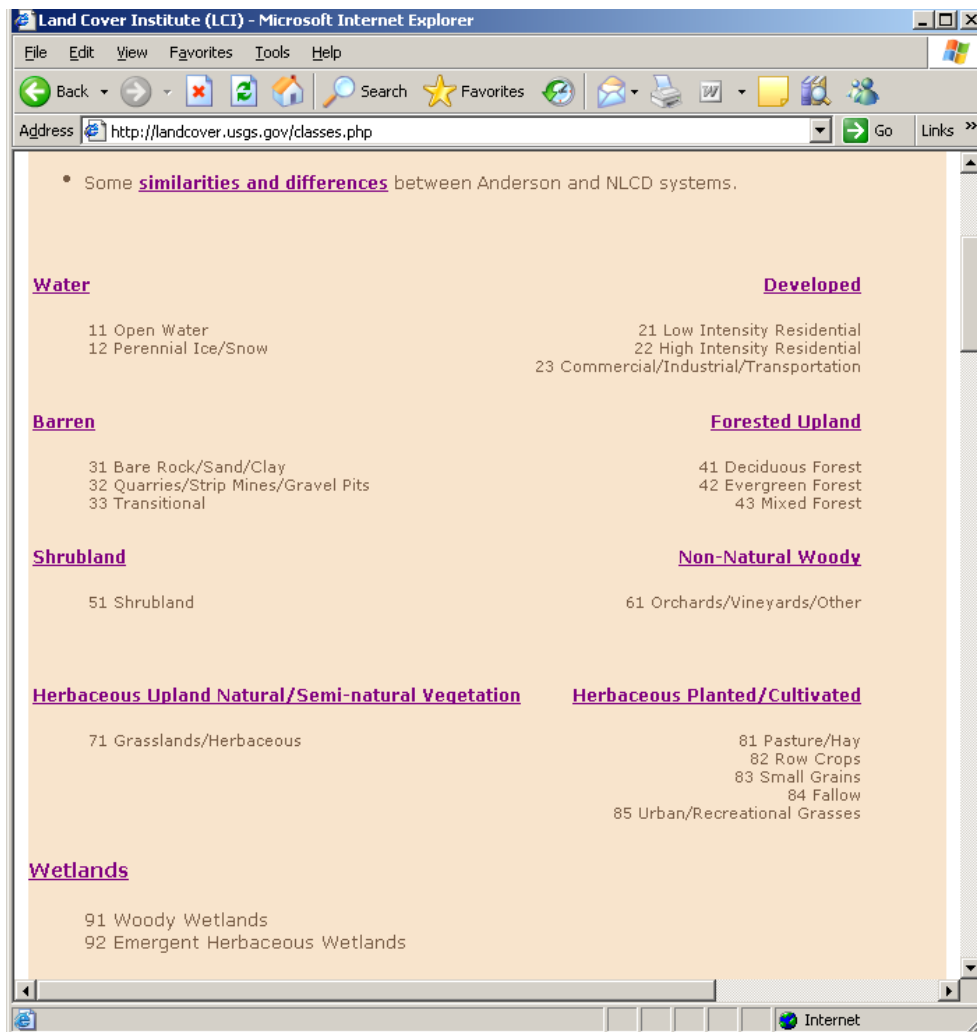 Land Cover Institute (LCI) - Microsoft Internet Explorer
File Edit View Favorites Tools Help
Back Search Favorites
Address http://landcover.usgs.gov/classes.php Go Links »
• Some similarities and differences between Anderson and NLCD systems.
Water
11 Open Water
12 Perennial Ice/Snow
Developed
21 Low Intensity Residential
22 High Intensity Residential
23 Commercial/Industrial/Transportation
Barren
31 Bare Rock/Sand/Clay
32 Quarries/Strip Mines/Gravel Pits
33 Transitional
Forested Upland
41 Deciduous Forest
42 Evergreen Forest
43 Mixed Forest
Shrubland
51 Shrubland
Non-Natural Woody
61 Orchards/Vineyards/Other
Herbaceous Upland Natural/Semi-natural Vegetation
71 Grasslands/Herbaceous
Herbaceous Planted/Cultivated
81 Pasture/Hay
82 Row Crops
83 Small Grains
84 Fallow
85 Urban/Recreational Grasses
Wetlands
91 Woody Wetlands
92 Emergent Herbaceous Wetlands
Internet